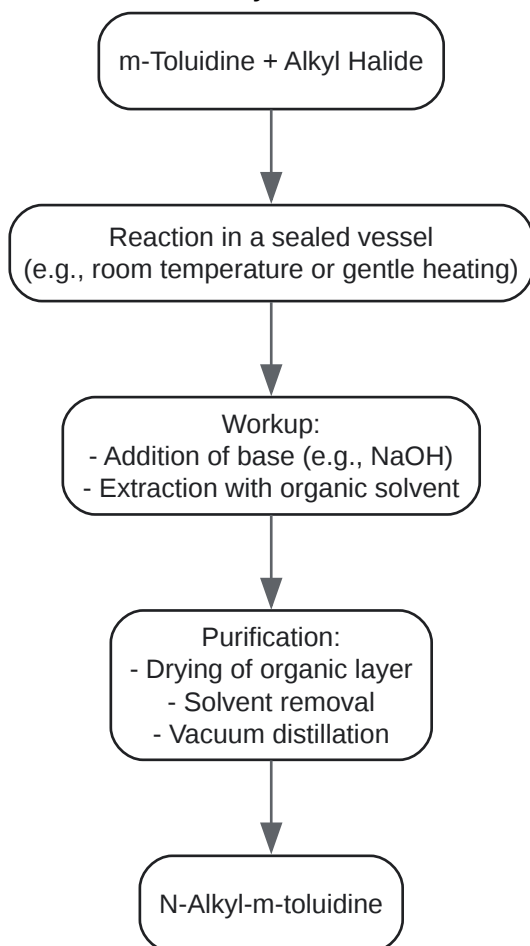 m-Toluidine + Alkyl Halide
Reaction in a sealed vessel
(e.g., room temperature or gentle heating)
Workup:
- Addition of base (e.g., NaOH)
- Extraction with organic solvent
Purification:
- Drying of organic layer
- Solvent removal
- Vacuum distillation
N-Alkyl-m-toluidine